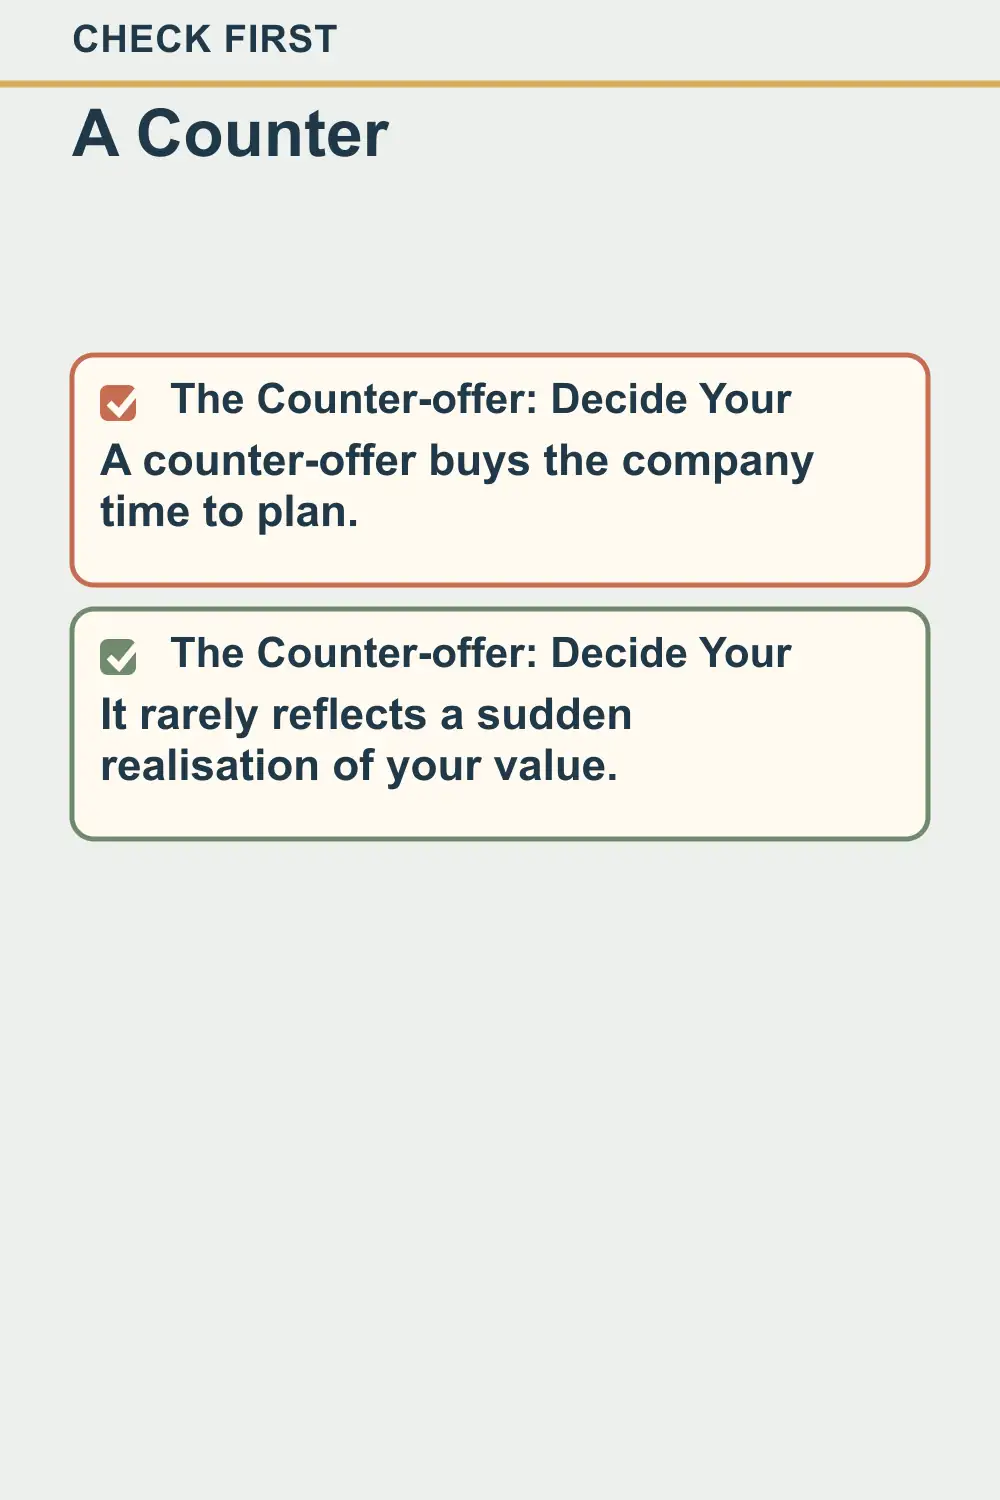 CHECK FIRST
A Counter
The Counter-offer: Decide Your
A counter-offer buys the company
time to plan.
The Counter-offer: Decide Your
It rarely reflects a sudden
realisation of your value.